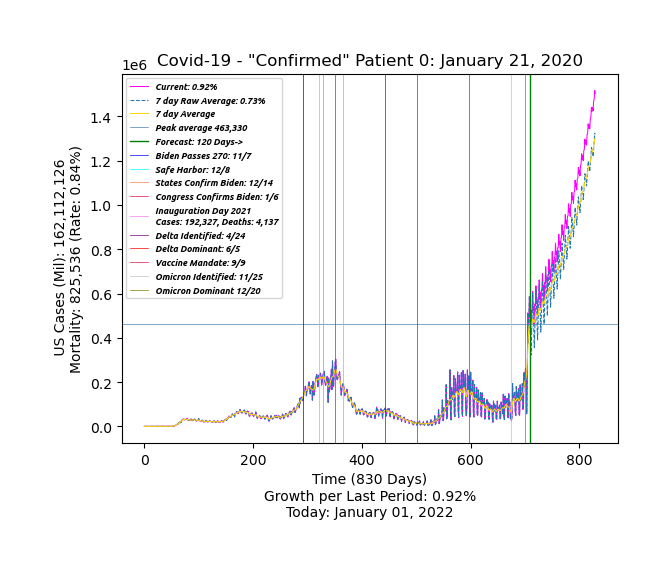 Covid-19 - "Confirmed" Patient 0: January 21, 2020
1e6
Current: 0.92%
7 day Raw Average: 0.73%
7 day Average
Peak average 463,330
Forecast: 120 Days->
Biden Passes 270: 11/7
Safe Harbor: 12/8
States Confirm Biden: 12/14
Congress Confirms Biden: 1/6
Inauguration Day 2021
Cases: 192,327, Deaths: 4,137
Delta Identified: 4/24
Delta Dominant: 6/5
Vaccine Mandate: 9/9
Omicron Identified: 11/25
Omicron Dominant 12/20
US Cases (Mil): 162,112,126
Mortality: 825,536 (Rate: 0.84%)
1.4
1.2
1.0
0.8
0.6
0.4
0.2
0.0
0 200 400 600 800
Time (830 Days)
Growth per Last Period: 0.92%
Today: January 01, 2022